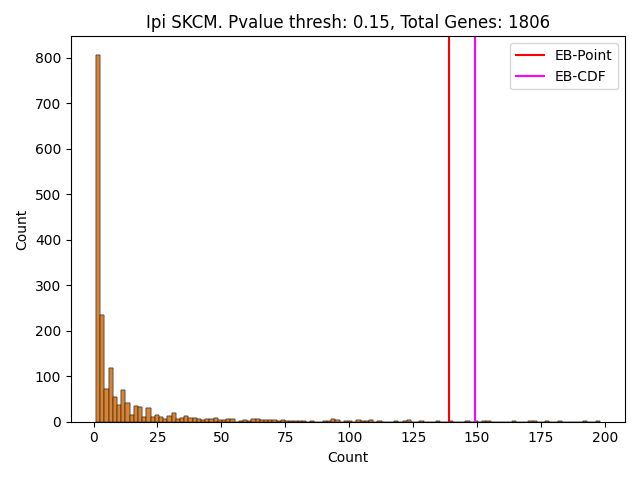 Ipi SKCM. Pvalue thresh: 0.15, Total Genes: 1806
EB-Point
EB-CDF
Count
800
700
600
500
400
300
200
100
0
0 25 50 75 100 125 150 175 200
Count